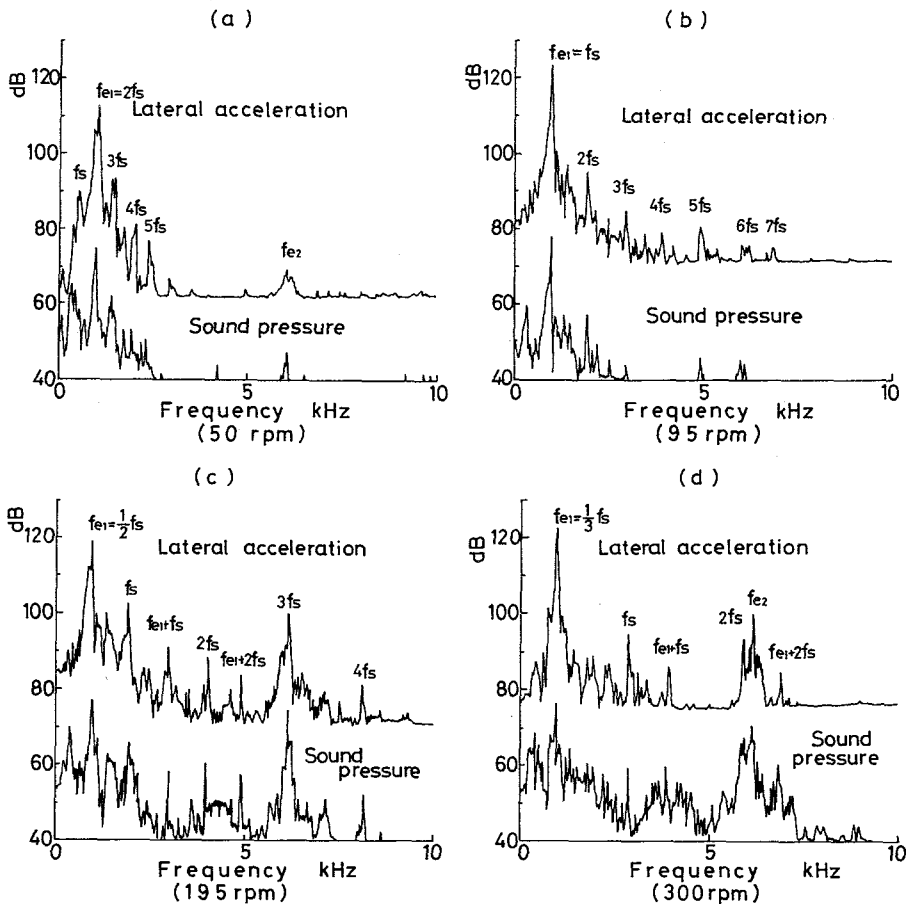 (a)
dB
120
100
80
60
40
fe1=2fs
Lateral acceleration
fs
3fs
4fs
5fs
fe2
Sound pressure
0
5
10
Frequency kHz
(50 rpm)
(b)
dB
120
100
80
60
40
fe1=fs
Lateral acceleration
2fs
3fs
4fs
5fs
6fs
7fs
Sound pressure
0
5
10
Frequency kHz
(95 rpm)
(c)
dB
120
100
80
60
40
fe1=1/2fs
Lateral acceleration
fs
fe1+fs
2fs
fe1+2fs
3fs
4fs
Sound
pressure
0
5
10
Frequency kHz
(195 rpm)
(d)
dB
120
100
80
60
40
fe1=1/3fs
Lateral acceleration
fs
fe1+fs
2fs
fe2
fe1+2fs
Sound
pressure
0
5
10
Frequency kHz
(300 rpm)